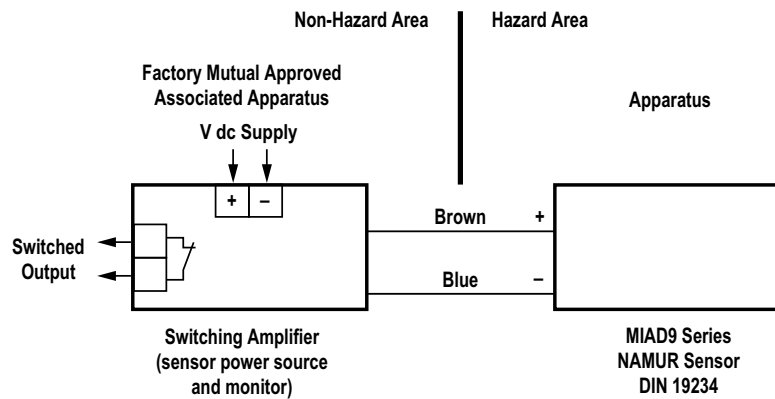 Non-Hazard Area
Hazard Area
Factory Mutual Approved
Associated Apparatus
V dc Supply
Apparatus
+
–
Brown
+
Switched
Output
Blue
–
Switching Amplifier
(sensor power source
and monitor)
MIAD9 Series
NAMUR Sensor
DIN 19234